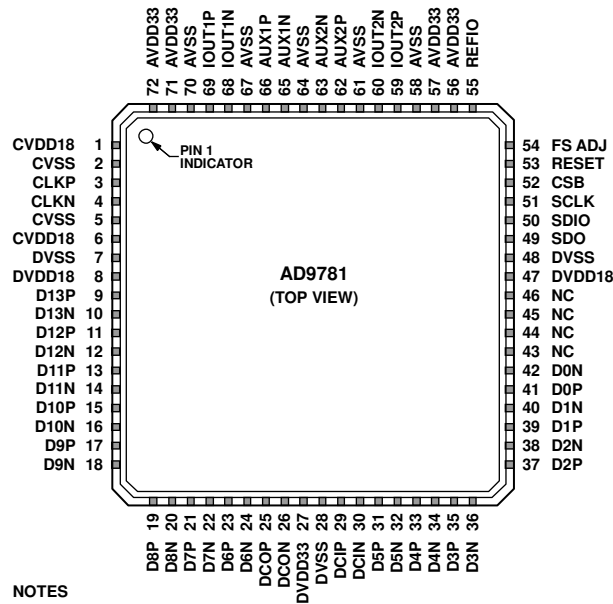 72 AVDD33
71 AVDD33
70 AVSS
69 IOUT1P
68 IOUT1N
67 AVSS
66 AUX1P
65 AUX1N
64 AVSS
63 AUX2N
62 AUX2P
61 AVSS
60 IOUT2N
59 IOUT2P
58 AVSS
57 AVDD33
56 AVDD33
55 REFIO
CVDD18 1
CVSS 2
CLKP 3
CLKN 4
CVSS 5
CVDD18 6
DVSS 7
DVDD18 8
D13P 9
D13N 10
D12P 11
D12N 12
D11P 13
D11N 14
D10P 15
D10N 16
D9P 17
D9N 18
PIN 1
INDICATOR
AD9781
(TOP VIEW)
54 FS ADJ
53 RESET
52 CSB
51 SCLK
50 SDIO
49 SDO
48 DVSS
47 DVDD18
46 NC
45 NC
44 NC
43 NC
42 D0N
41 D0P
40 D1N
39 D1P
38 D2N
37 D2P
D8P 19
D8N 20
D7P 21
D7N 22
D6P 23
D6N 24
DCOP 25
DCON 26
DVDD33 27
DVSS 28
DCIP 29
DCIN 30
D5P 31
D5N 32
D4P 33
D4N 34
D3P 35
D3N 36
NOTES